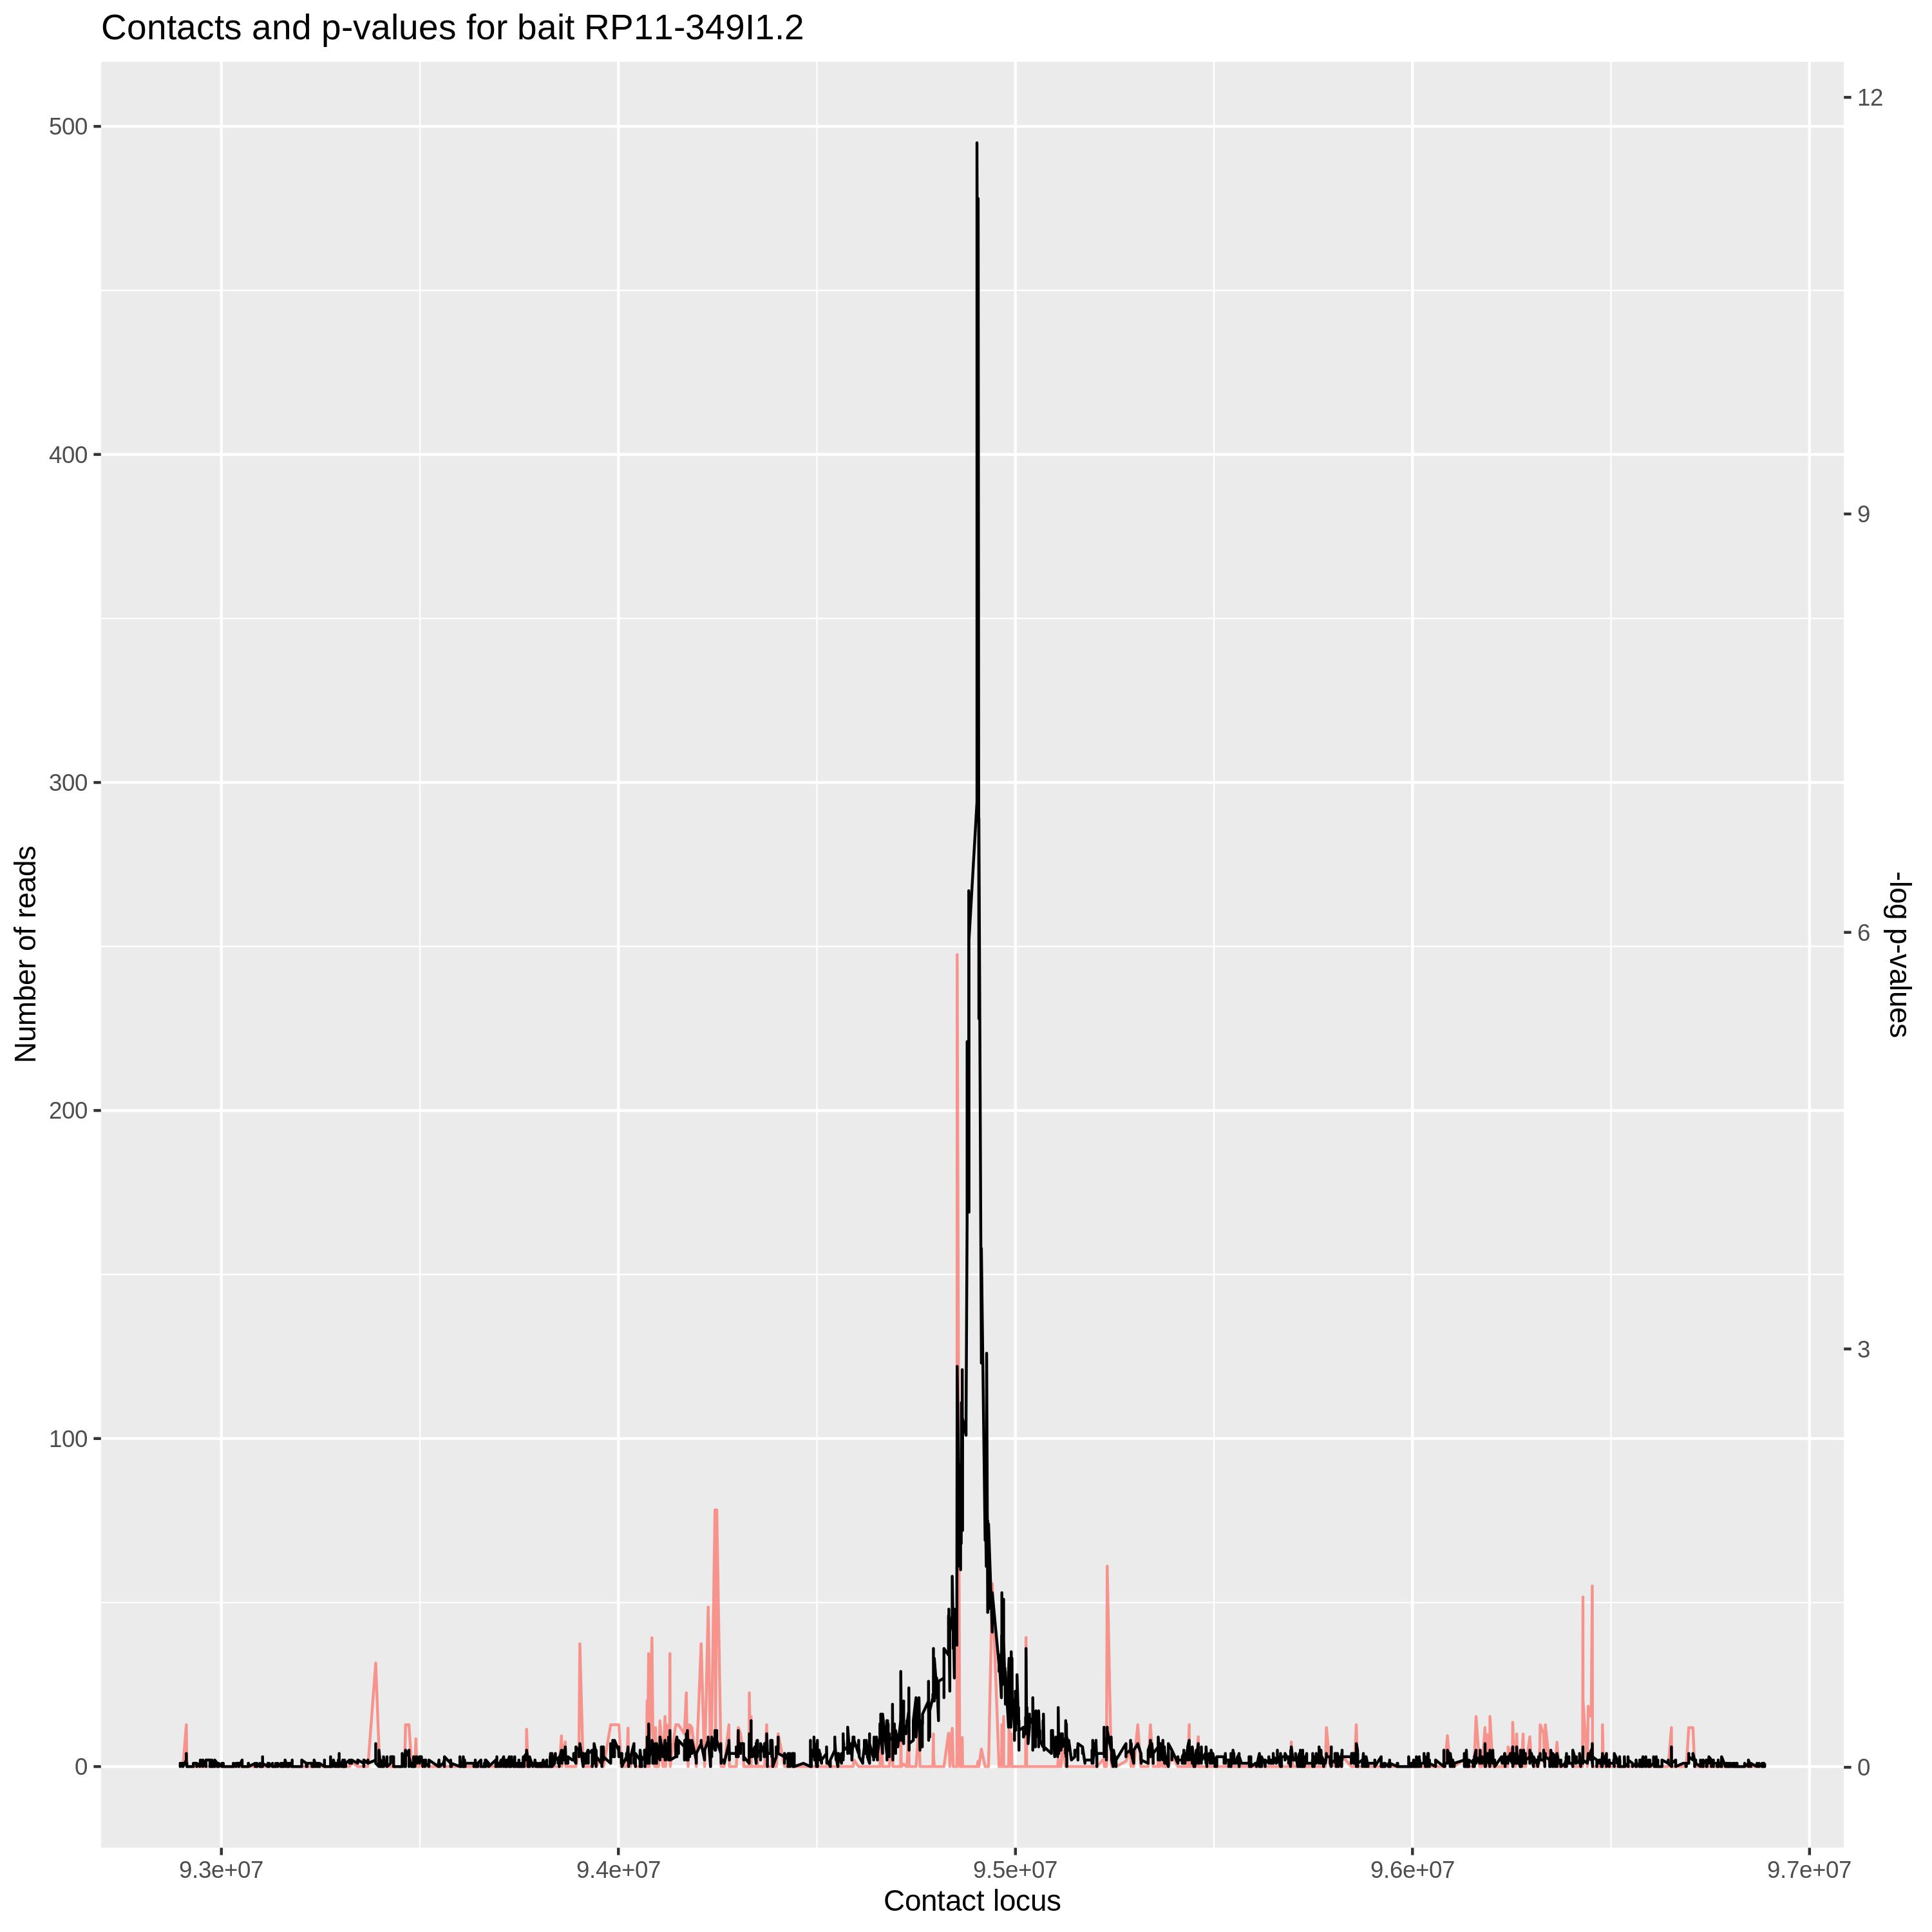 Contacts and p-values for bait RP11-349I1.2
500
400
300
200
100
0
12
9
6
3
0
Number of reads
-log p-values
9.3e+07
9.4e+07
9.5e+07
9.6e+07
9.7e+07
Contact locus